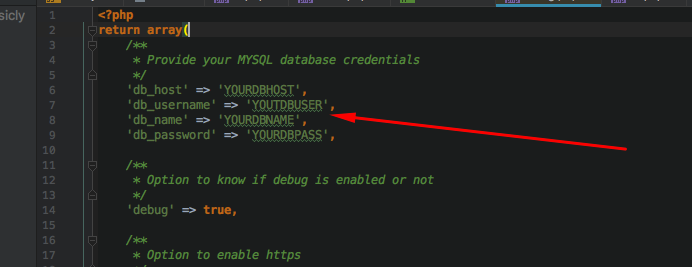 sicly
1 <?php
2 return array(
3 /**
4 * Provide your MYSQL database credentials
5 */
6 'db_host' => 'YOURDBHOST',
7 'db_username' => 'YOUTDBUSER',
8 'db_name' => 'YOURDBNAME',
9 'db_password' => 'YOURDBPASS',
10
11 /**
12 * Option to know if debug is enabled or not
13 */
14 'debug' => true,
15
16 /**
17 * Option to enable https